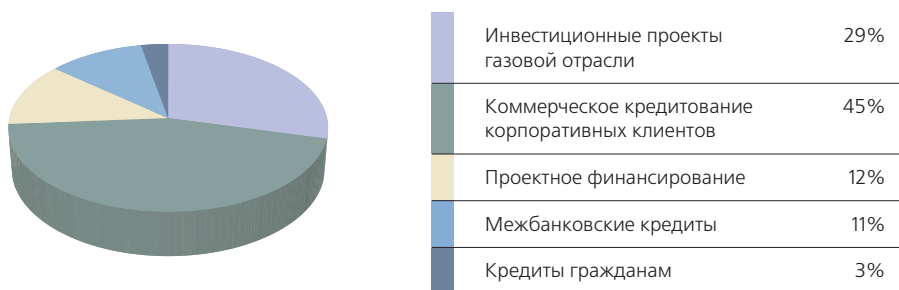 Инвестиционные проекты 29%
газовой отрасли
Коммерческое кредитование 45%
корпоративных клиентов
Проектное финансирование 12%
Межбанковские кредиты 11%
Кредиты гражданам 3%